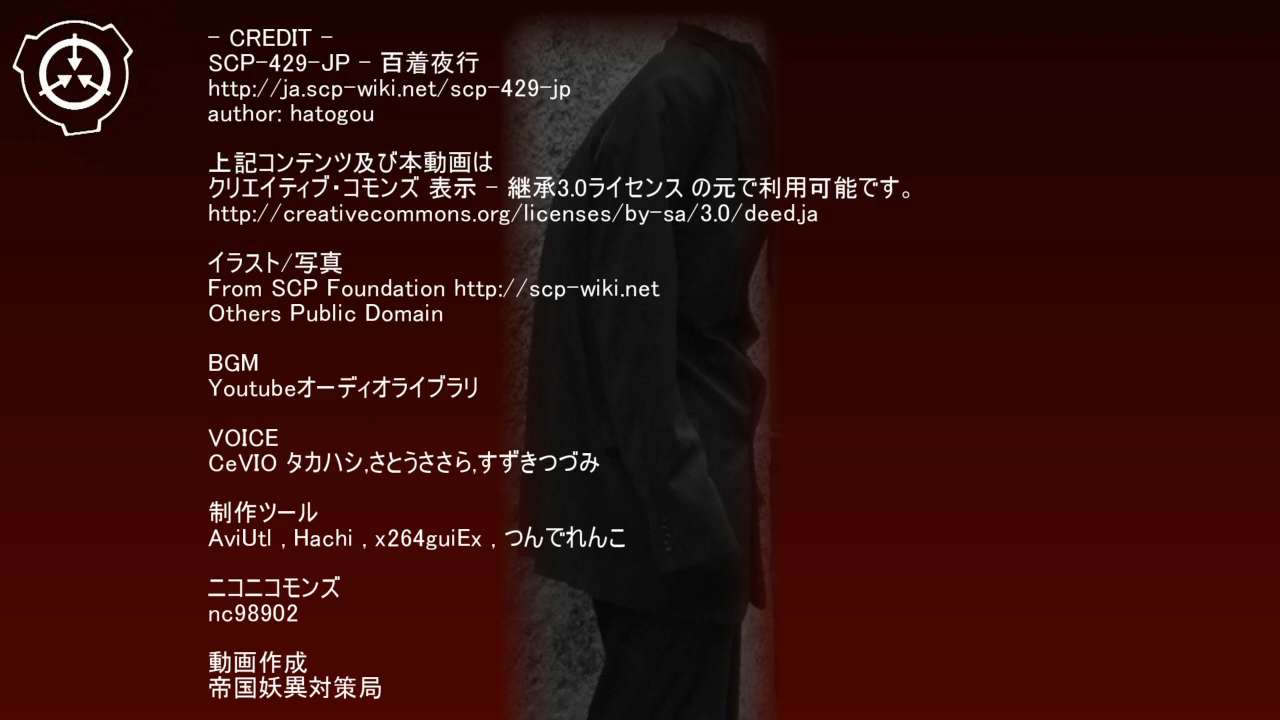 - CREDIT -
SCP-429-JP - 百着夜行
http://ja.scp-wiki.net/scp-429-jp
author: hatogou
上記コンテンツ及び本動画は
クリエイティブ・コモンズ 表示 - 継承3.0ライセンス の元で利用可能です。
http://creativecommons.org/licenses/by-sa/3.0/deed.ja
イラスト/写真
From SCP Foundation http://scp-wiki.net
Others Public Domain
BGM
Youtubeオーディオライブラリ
VOICE
CeVIO タカハシ,さとうささら,すずきつづみ
制作ツール
AviUtl , Hachi , x264guiEx , つんでれんこ
ニコニコモンズ
nc98902
動画作成
帝国妖異対策局